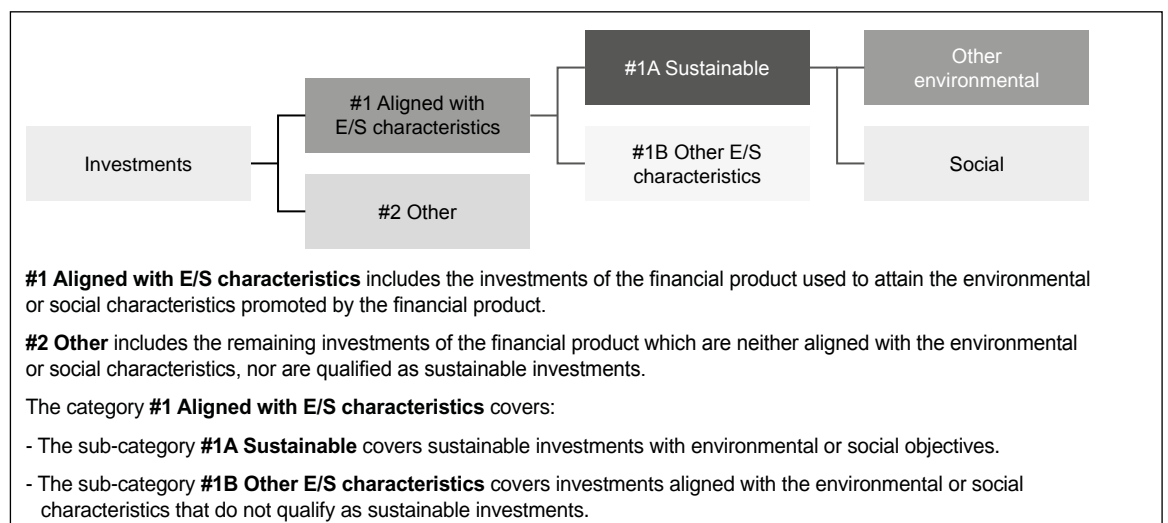 #1A Sustainable
Other
environmental
#1 Aligned with
E/S characteristics
Investments
#1B Other E/S
characteristics
Social
#2 Other
#1 Aligned with E/S characteristics includes the investments of the financial product used to attain the environmental
or social characteristics promoted by the financial product.
#2 Other includes the remaining investments of the financial product which are neither aligned with the environmental
or social characteristics, nor are qualified as sustainable investments.
The category #1 Aligned with E/S characteristics covers:
- The sub-category #1A Sustainable covers sustainable investments with environmental or social objectives.
- The sub-category #1B Other E/S characteristics covers investments aligned with the environmental or social
characteristics that do not qualify as sustainable investments.